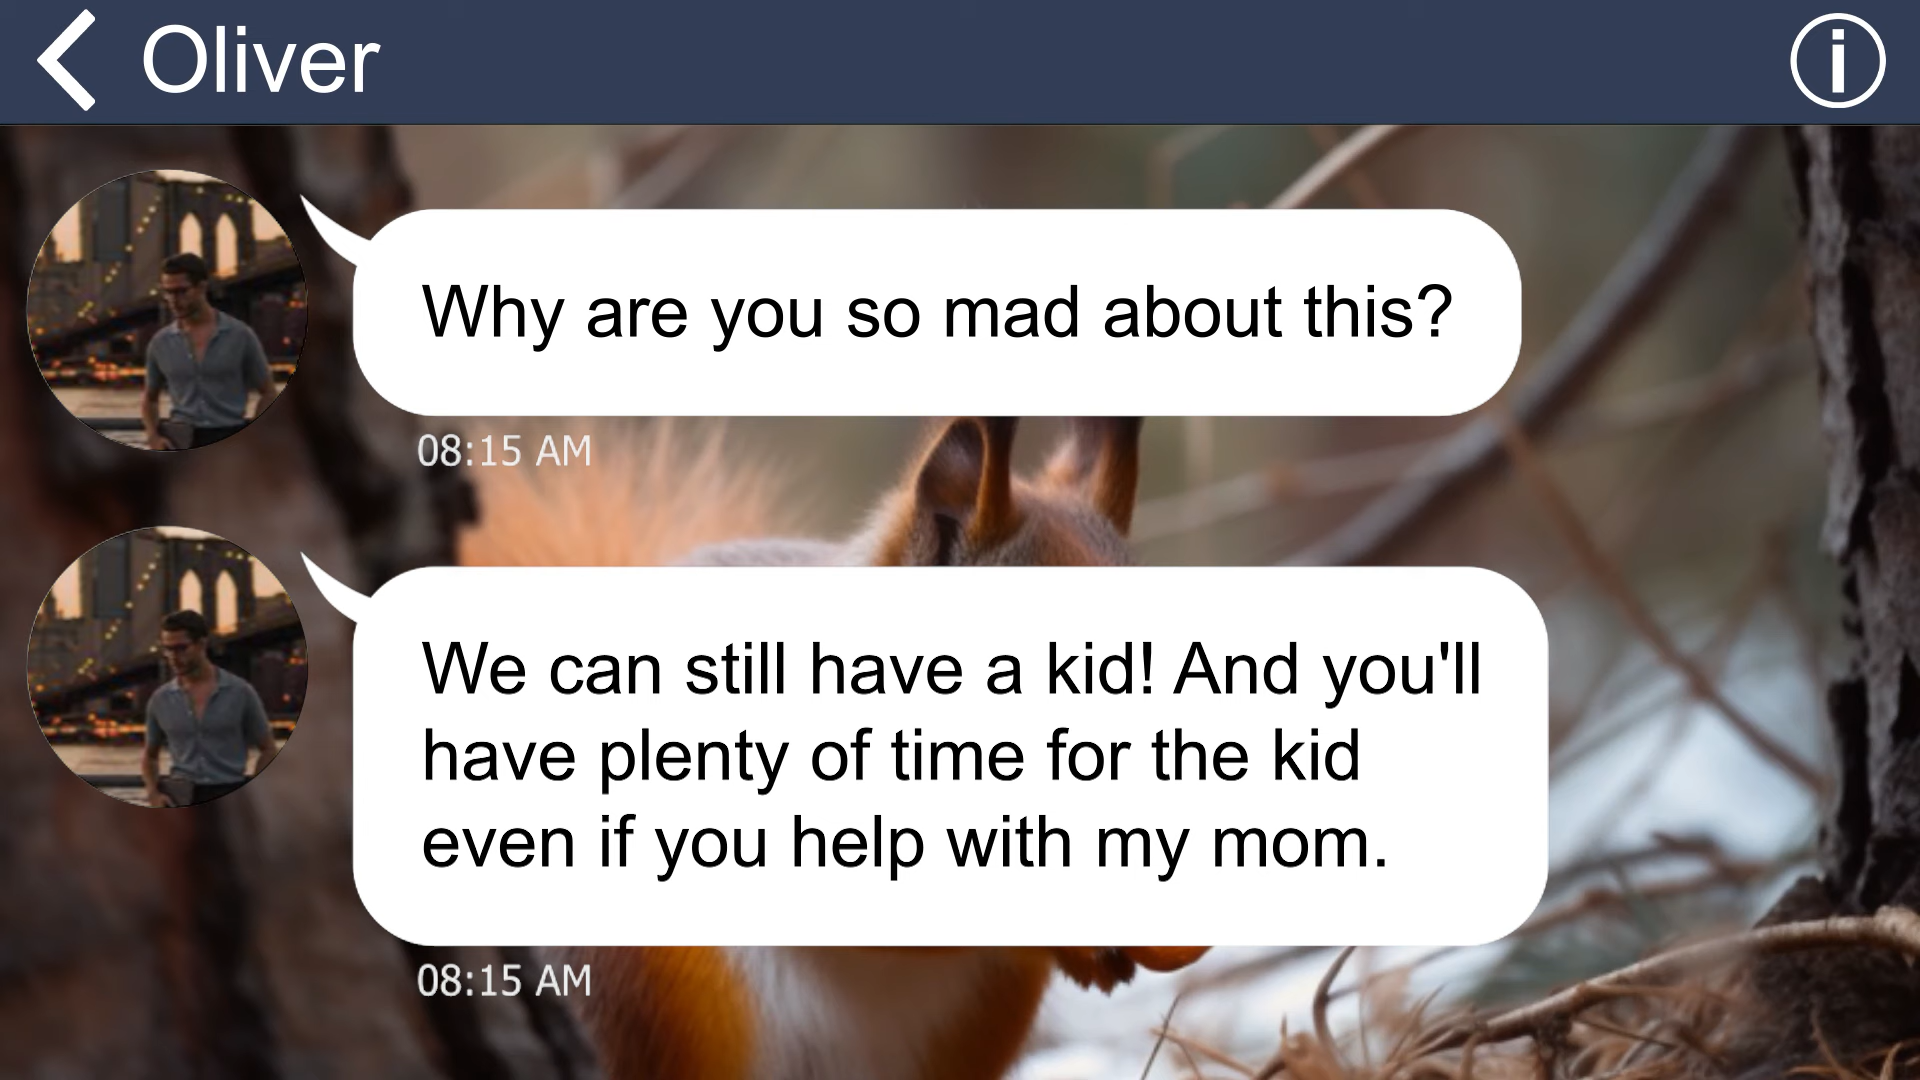 Oliver
Why are you so mad about this?
08:15 AM
We can still have a kid! And you'll
have plenty of time for the kid
even if you help with my mom.
08:15 AM